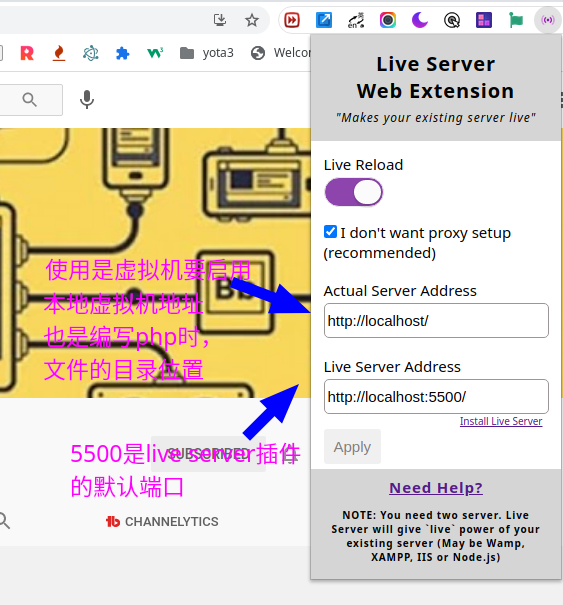 yota3
Welcor
Live Server
Web Extension
"Makes your existing server live"
Live Reload
I don't want proxy setup
(recommended)
使用是虚拟机要启用
本地虚拟机地址
也是编写php时，
文件的目录位置
Actual Server Address
http://localhost/
Live Server Address
http://localhost:5500/
Install Live Server
5500是live server插件
的默认端口
SUBSCRIBED
Apply
CHANNELYTICS
Need Help?
NOTE: You need two server. Live
Server will give `live` power of your
existing server (May be Wamp,
XAMPP, IIS or Node.js)